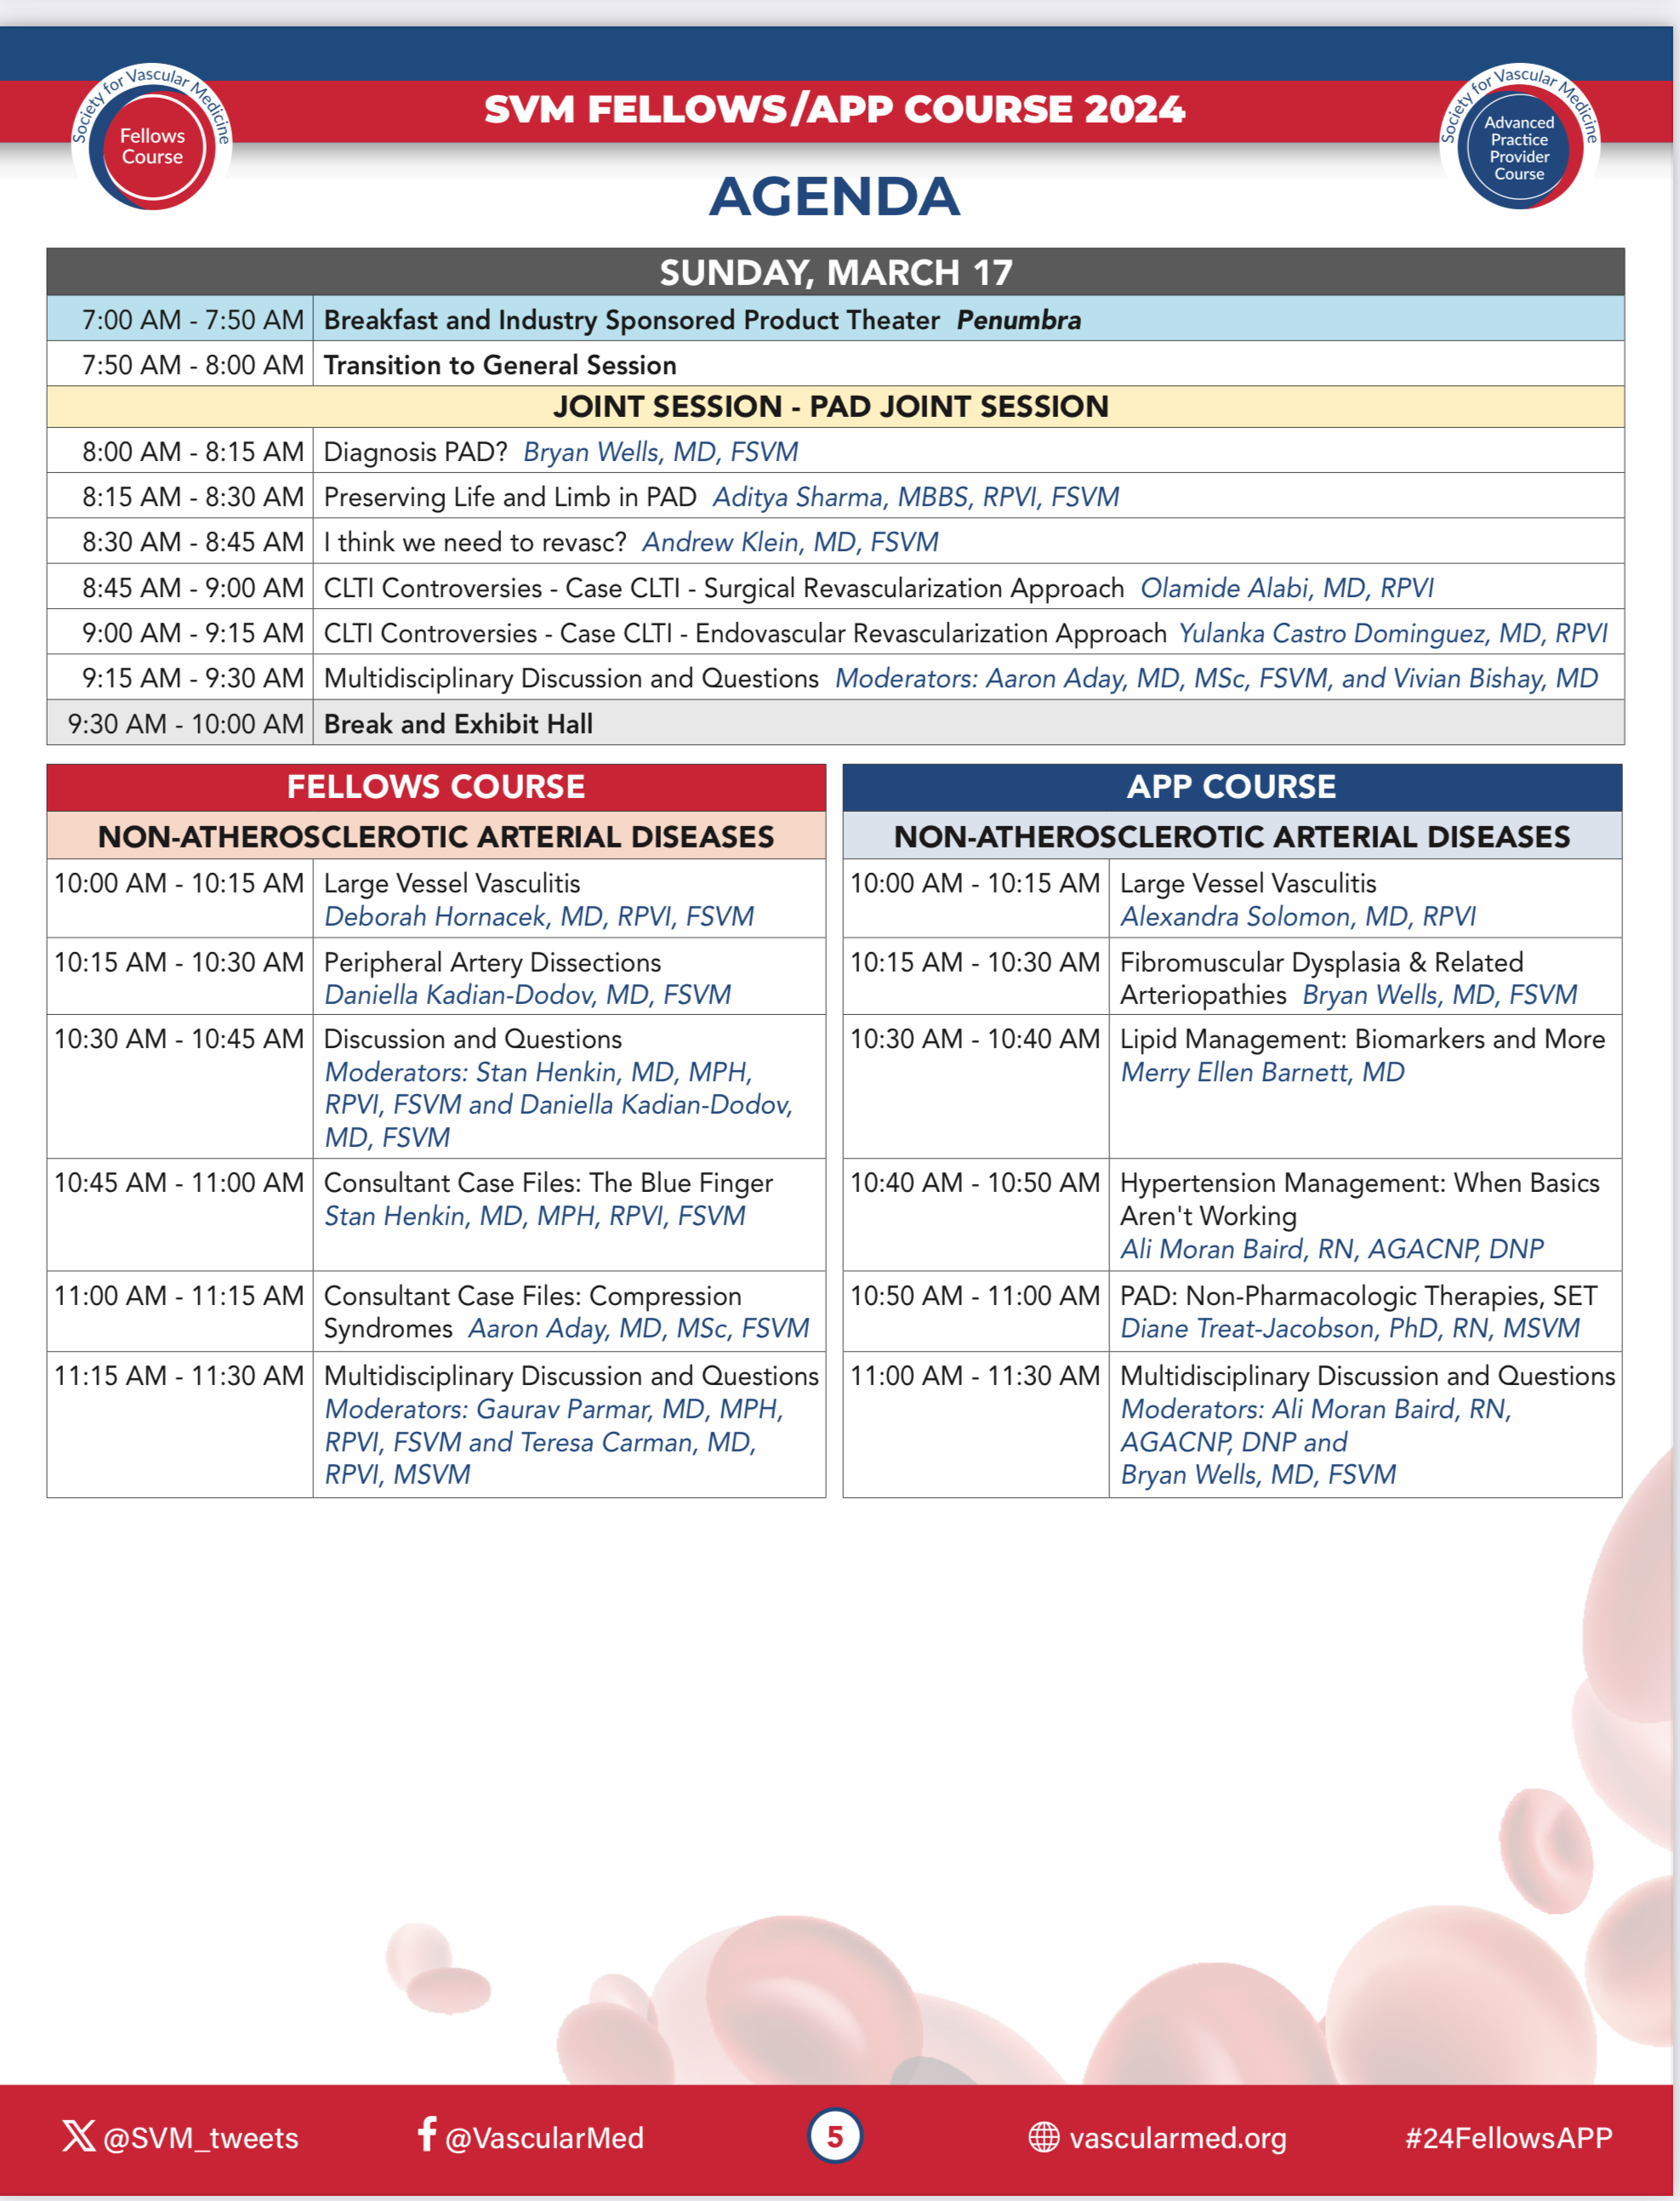 SVM FELLOWS/APP COURSE 2024
Society for Vascular Medicine
Fellows
Course
Society for Vascular Medicine
Advanced
Practice
Provider
Course
AGENDA
SUNDAY, MARCH 17
7:00 AM - 7:50 AM Breakfast and Industry Sponsored Product Theater Penumbra
7:50 AM - 8:00 AM Transition to General Session
JOINT SESSION - PAD JOINT SESSION
8:00 AM - 8:15 AM Diagnosis PAD? Bryan Wells, MD, FSVM
8:15 AM - 8:30 AM Preserving Life and Limb in PAD Aditya Sharma, MBBS, RPVI, FSVM
8:30 AM - 8:45 AM I think we need to revasc? Andrew Klein, MD, FSVM
8:45 AM - 9:00 AM CLTI Controversies - Case CLTI - Surgical Revascularization Approach Olamide Alabi, MD, RPVI
9:00 AM - 9:15 AM CLTI Controversies - Case CLTI - Endovascular Revascularization Approach Yulanka Castro Dominguez, MD, RPVI
9:15 AM - 9:30 AM Multidisciplinary Discussion and Questions Moderators: Aaron Aday, MD, MSc, FSVM, and Vivian Bishay, MD
9:30 AM - 10:00 AM Break and Exhibit Hall
FELLOWS COURSE
NON-ATHEROSCLEROTIC ARTERIAL DISEASES
10:00 AM - 10:15 AM Large Vessel Vasculitis
Deborah Hornacek, MD, RPVI, FSVM
10:15 AM - 10:30 AM Peripheral Artery Dissections
Daniella Kadian-Dodov, MD, FSVM
10:30 AM - 10:45 AM Discussion and Questions
Moderators: Stan Henkin, MD, MPH,
RPVI, FSVM and Daniella Kadian-Dodov,
MD, FSVM
10:45 AM - 11:00 AM Consultant Case Files: The Blue Finger
Stan Henkin, MD, MPH, RPVI, FSVM
11:00 AM - 11:15 AM Consultant Case Files: Compression
Syndromes Aaron Aday, MD, MSc, FSVM
11:15 AM - 11:30 AM Multidisciplinary Discussion and Questions
Moderators: Gaurav Parmar, MD, MPH,
RPVI, FSVM and Teresa Carman, MD,
RPVI, MSVM
APP COURSE
NON-ATHEROSCLEROTIC ARTERIAL DISEASES
10:00 AM - 10:15 AM Large Vessel Vasculitis
Alexandra Solomon, MD, RPVI
10:15 AM - 10:30 AM Fibromuscular Dysplasia & Related
Arteriopathies Bryan Wells, MD, FSVM
10:30 AM - 10:40 AM Lipid Management: Biomarkers and More
Merry Ellen Barnett, MD
10:40 AM - 10:50 AM Hypertension Management: When Basics
Aren't Working
Ali Moran Baird, RN, AGACNP, DNP
10:50 AM - 11:00 AM PAD: Non-Pharmacologic Therapies, SET
Diane Treat-Jacobson, PhD, RN, MSVM
11:00 AM - 11:30 AM Multidisciplinary Discussion and Questions
Moderators: Ali Moran Baird, RN,
AGACNP, DNP and
Bryan Wells, MD, FSVM
@SVM_tweets
@VascularMed
5
vascularmed.org
#24FellowsAPP